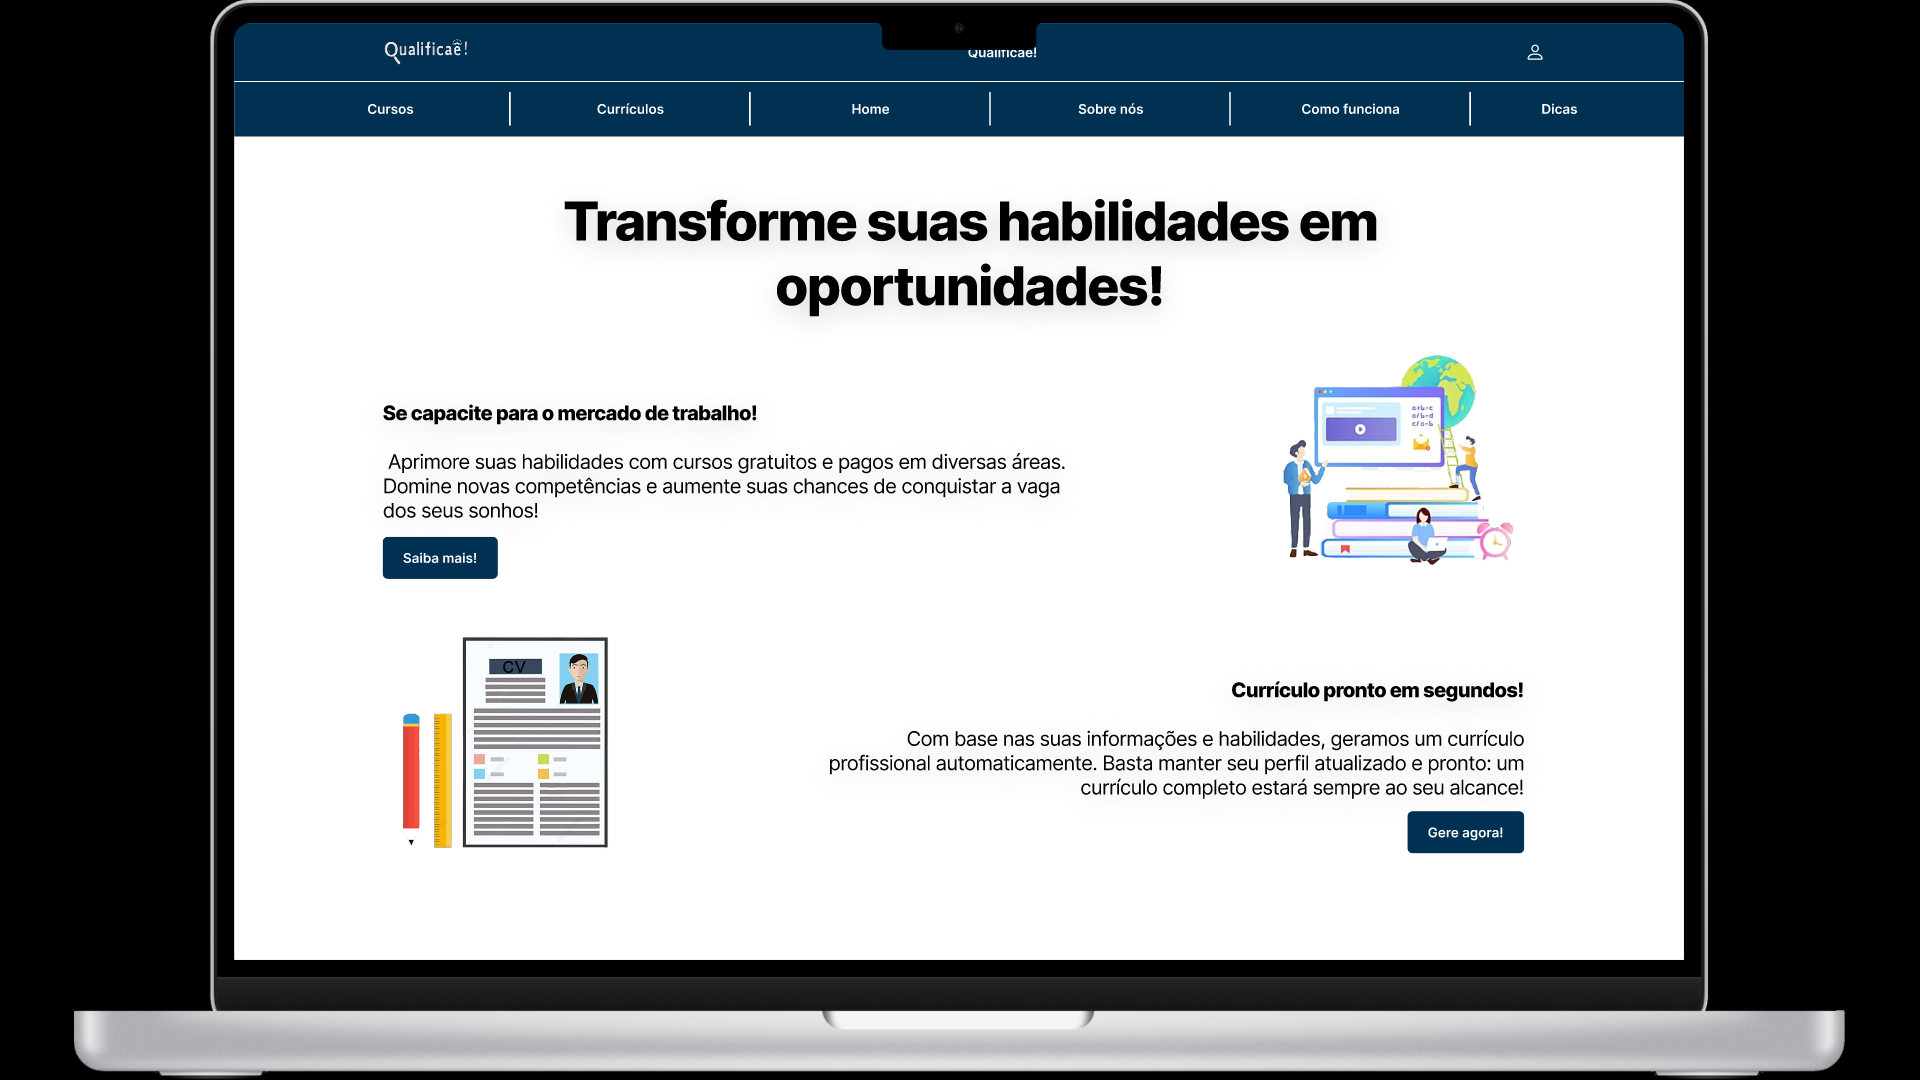 Qualificaê!
Qualificaê!
Cursos
Currículos
Home
Sobre nós
Como funciona
Dicas
Transforme suas habilidades em
oportunidades!
Se capacite para o mercado de trabalho!
Aprimore suas habilidades com cursos gratuitos e pagos em diversas áreas.
Domine novas competências e aumente suas chances de conquistar a vaga
dos seus sonhos!
Saiba mais!
a+b=c
a/b=d
c/a=b
CV
Currículo pronto em segundos!
Com base nas suas informações e habilidades, geramos um currículo
profissional automaticamente. Basta manter seu perfil atualizado e pronto: um
currículo completo estará sempre ao seu alcance!
Gere agora!